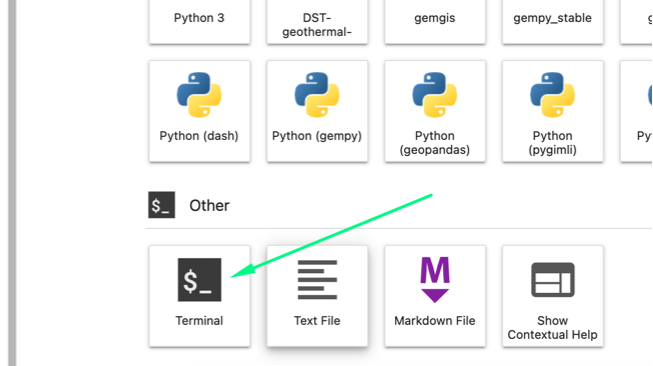 Python 3
DST-
geothermal-
gemgis
gempy_stable
Python (dash)
Python (gempy)
Python
(geopandas)
Python
(pygimli)
Py
$_ Other
$_
Terminal
Text File
M
Markdown File
Show
Contextual Help